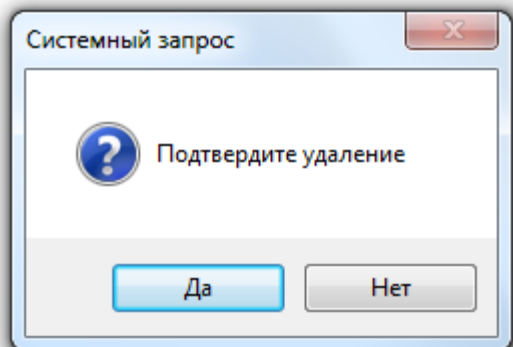 Системный запрос
Подтвердите удаление
Да
Нет